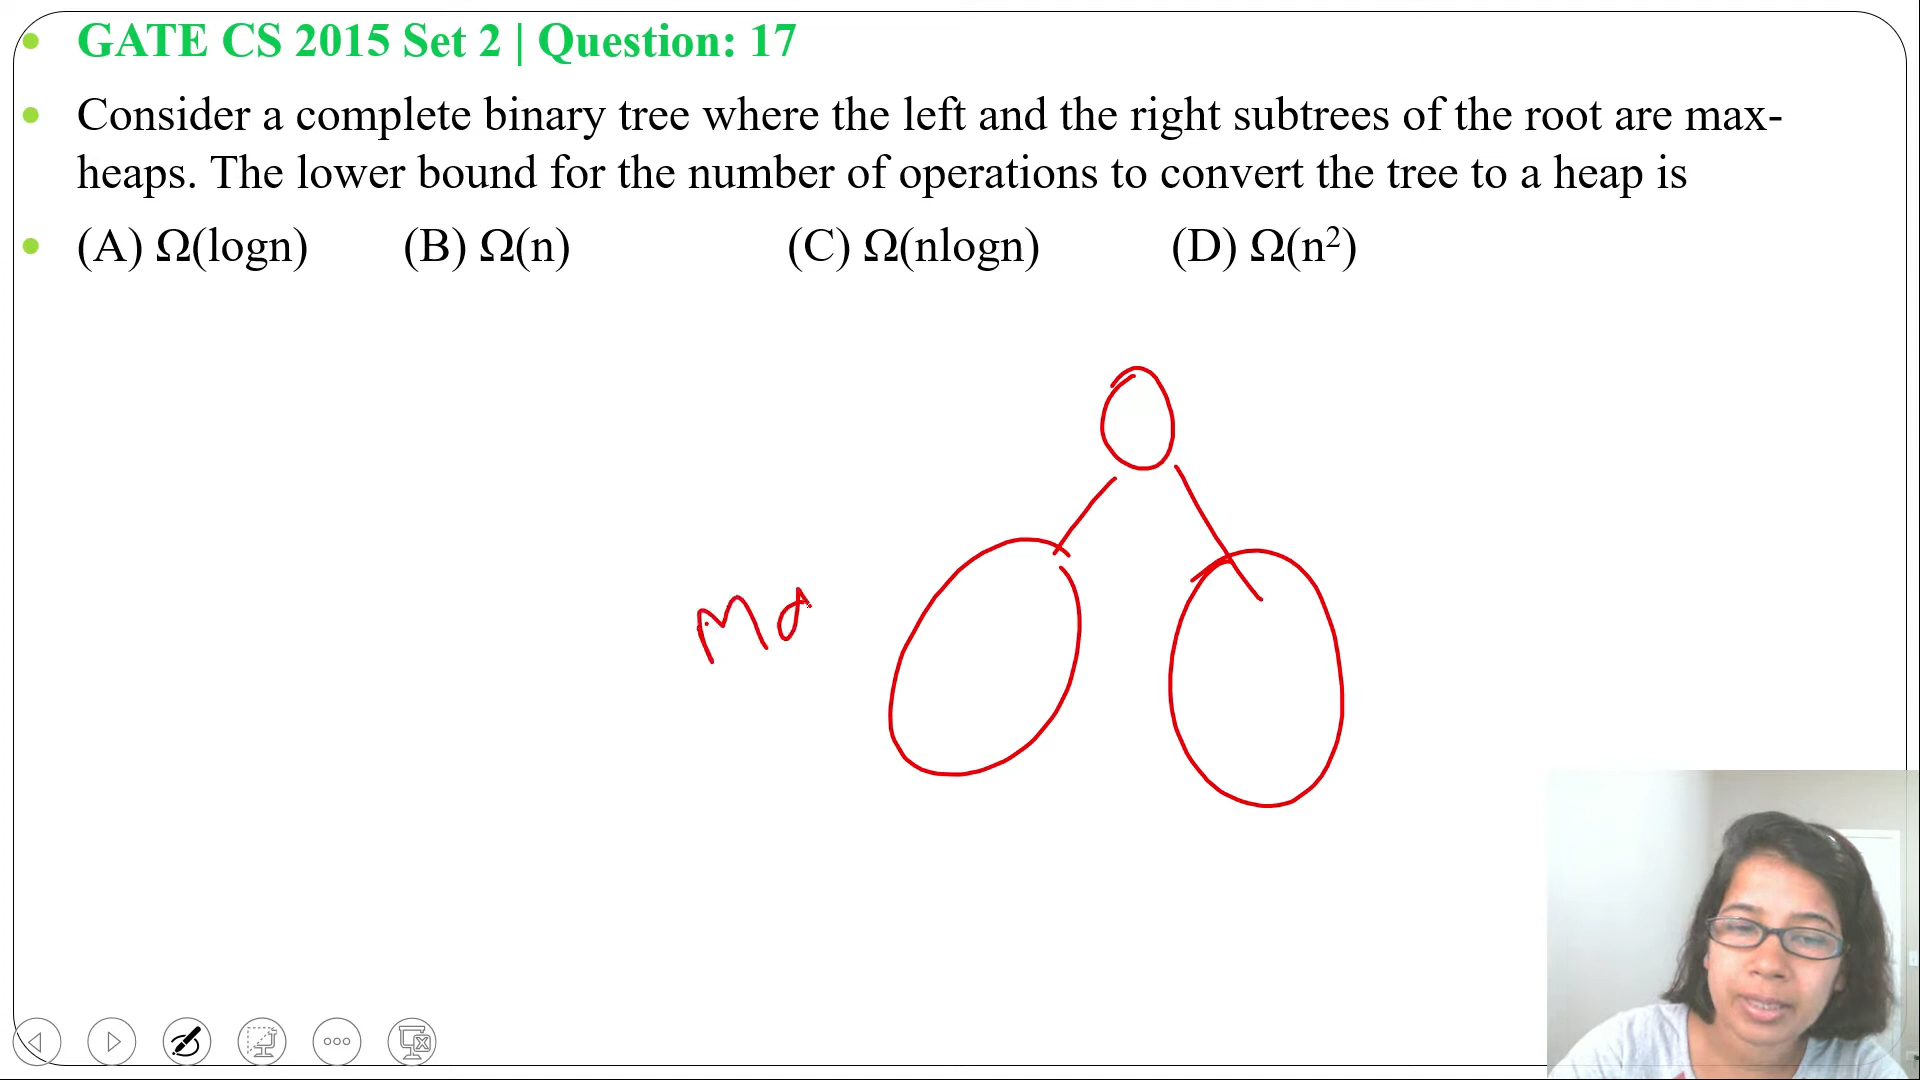 GATE CS 2015 Set 2 | Question: 17
Consider a complete binary tree where the left and the right subtrees of the root are max-
heaps. The lower bound for the number of operations to convert the tree to a heap is
(A) Ω(logn) (B) Ω(n) (C) Ω(nlogn) (D) Ω(n²)
Ma